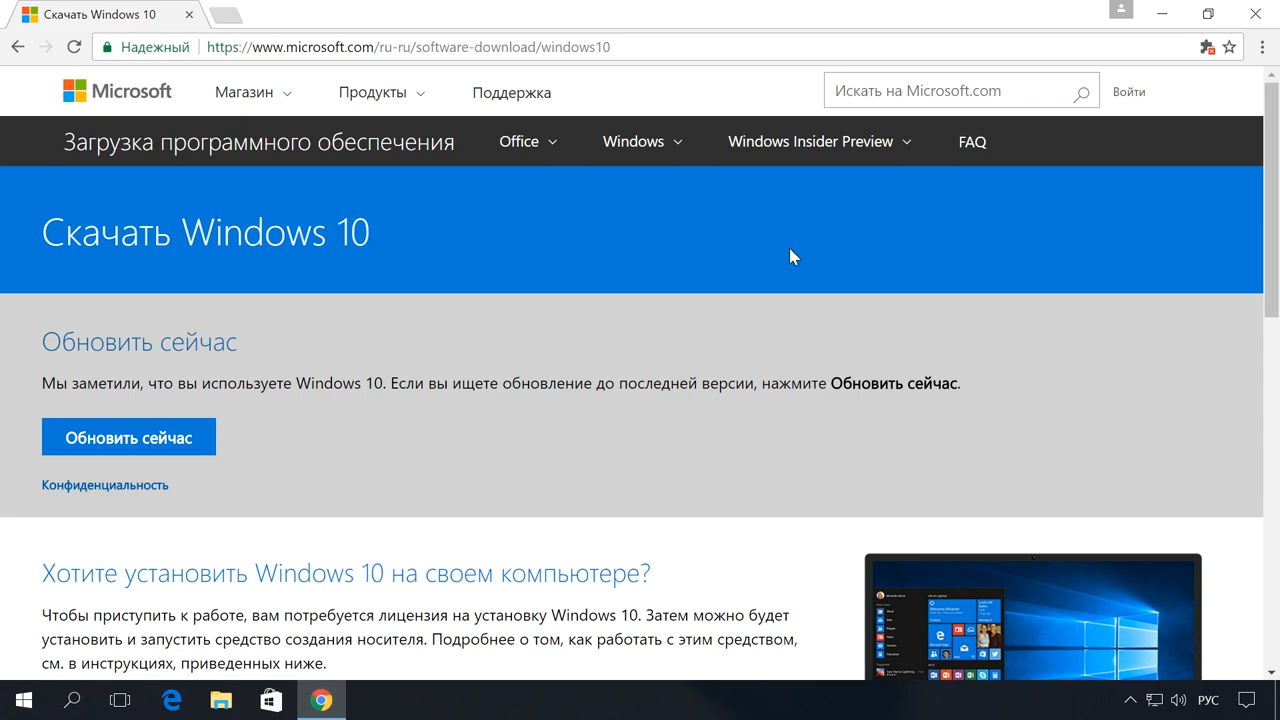 Скачать Windows 10
Надежный https://www.microsoft.com/ru-ru/software-download/windows10
Microsoft Магазин Продукты Поддержка Искать на Microsoft.com Войти
Загрузка программного обеспечения Office Windows Windows Insider Preview FAQ
Скачать Windows 10
Обновить сейчас
Мы заметили, что вы используете Windows 10. Если вы ищете обновление до последней версии, нажмите Обновить сейчас.
Обновить сейчас
Конфиденциальность
Хотите установить Windows 10 на своем компьютере?
Чтобы приступить к работе, вам потребуется лицензия на установку Windows 10. Затем можно будет
установить и запустить средство создания носителя. Подробнее о том, как работать с этим средством,
см. в инструкциях, приведенных ниже.
РУС